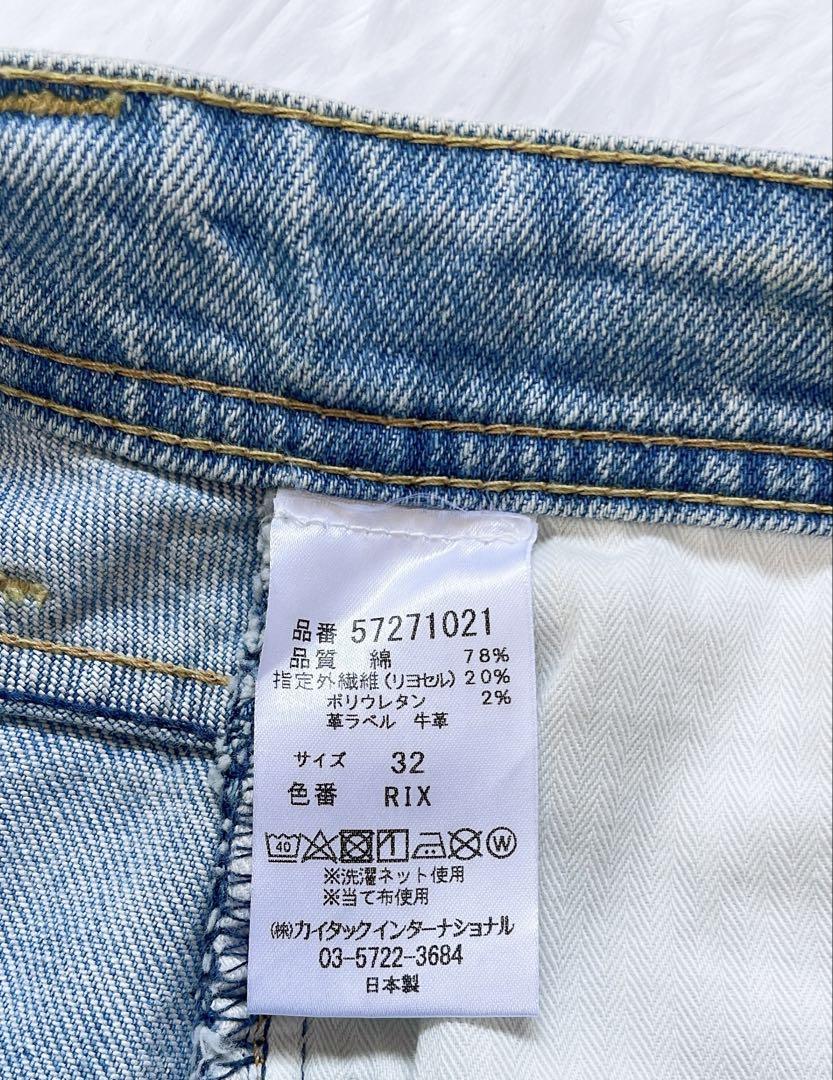 品番 57271021
品質 綿 78%
指定外繊維(リヨセル) 20%
ポリウレタン 2%
革ラベル 牛革
サイズ 32
色番 RIX
40 W
※洗濯ネット使用
※当て布使用
㈱カイタックインターナショナル
03-5722-3684
日本製